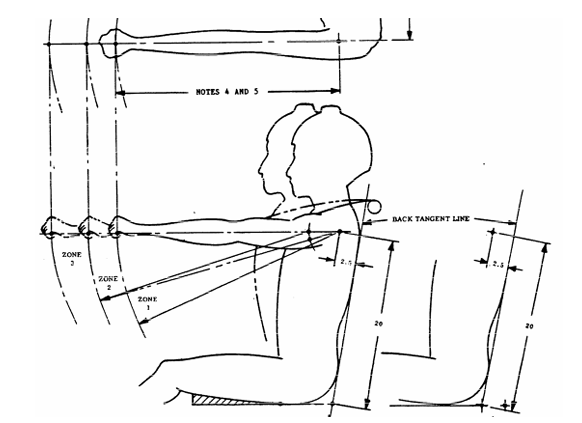 NOTES 4 AND 5
BACK TANGENT LINE
ZONE
3
ZONE
2
ZONE
1
2.5
2.5
20
20